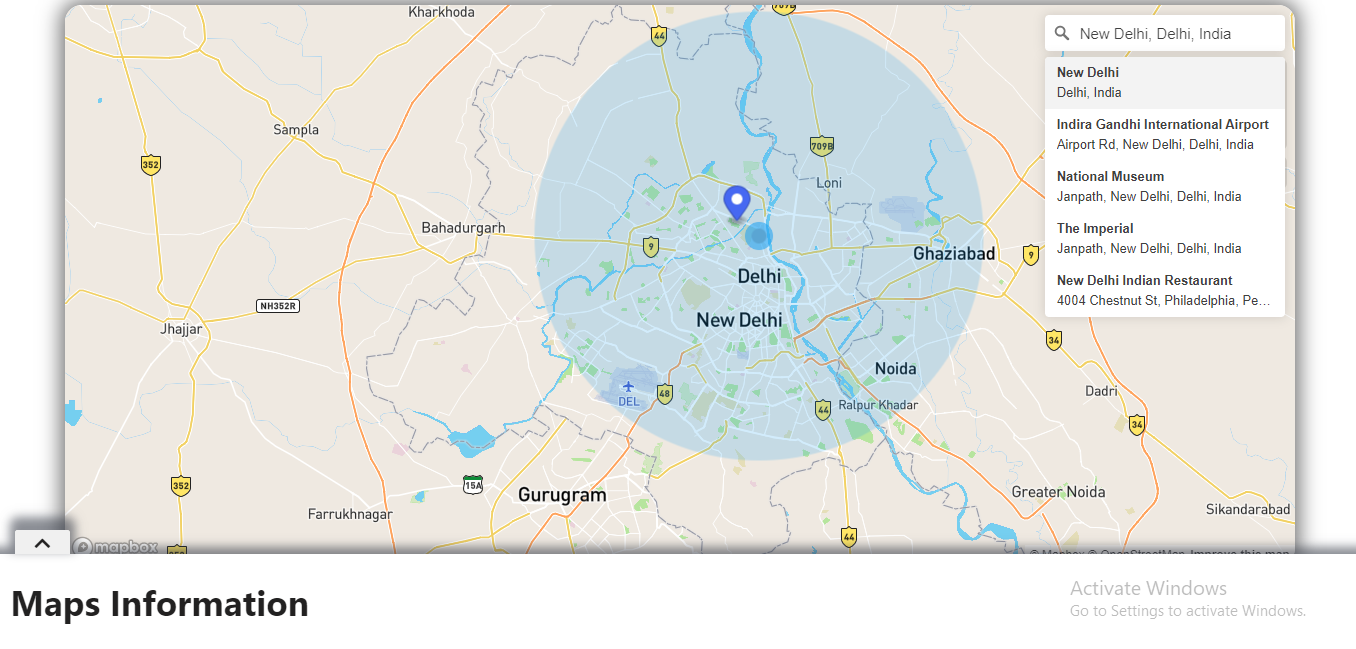 Kharkhoda
44
709B
New Delhi, Delhi, India
New Delhi
Delhi, India
Indira Gandhi International Airport
Airport Rd, New Delhi, Delhi, India
National Museum
Janpath, New Delhi, Delhi, India
The Imperial
Janpath, New Delhi, Delhi, India
New Delhi Indian Restaurant
4004 Chestnut St, Philadelphia, Pe…
Sampla
352
709B
Loni
Bahadurgarh
9
Ghaziabad
9
Delhi
NH352R
New Delhi
Jhajjar
34
Noida
DEL
48
44
Ralpur Khadar
Dadri
34
352
15A
Gurugram
Greater Noida
Farrukhnagar
Sikandarabad
44
mapbox
© Mapbox © OpenStreetMap Improve this map
Maps Information
Activate Windows
Go to Settings to activate Windows.